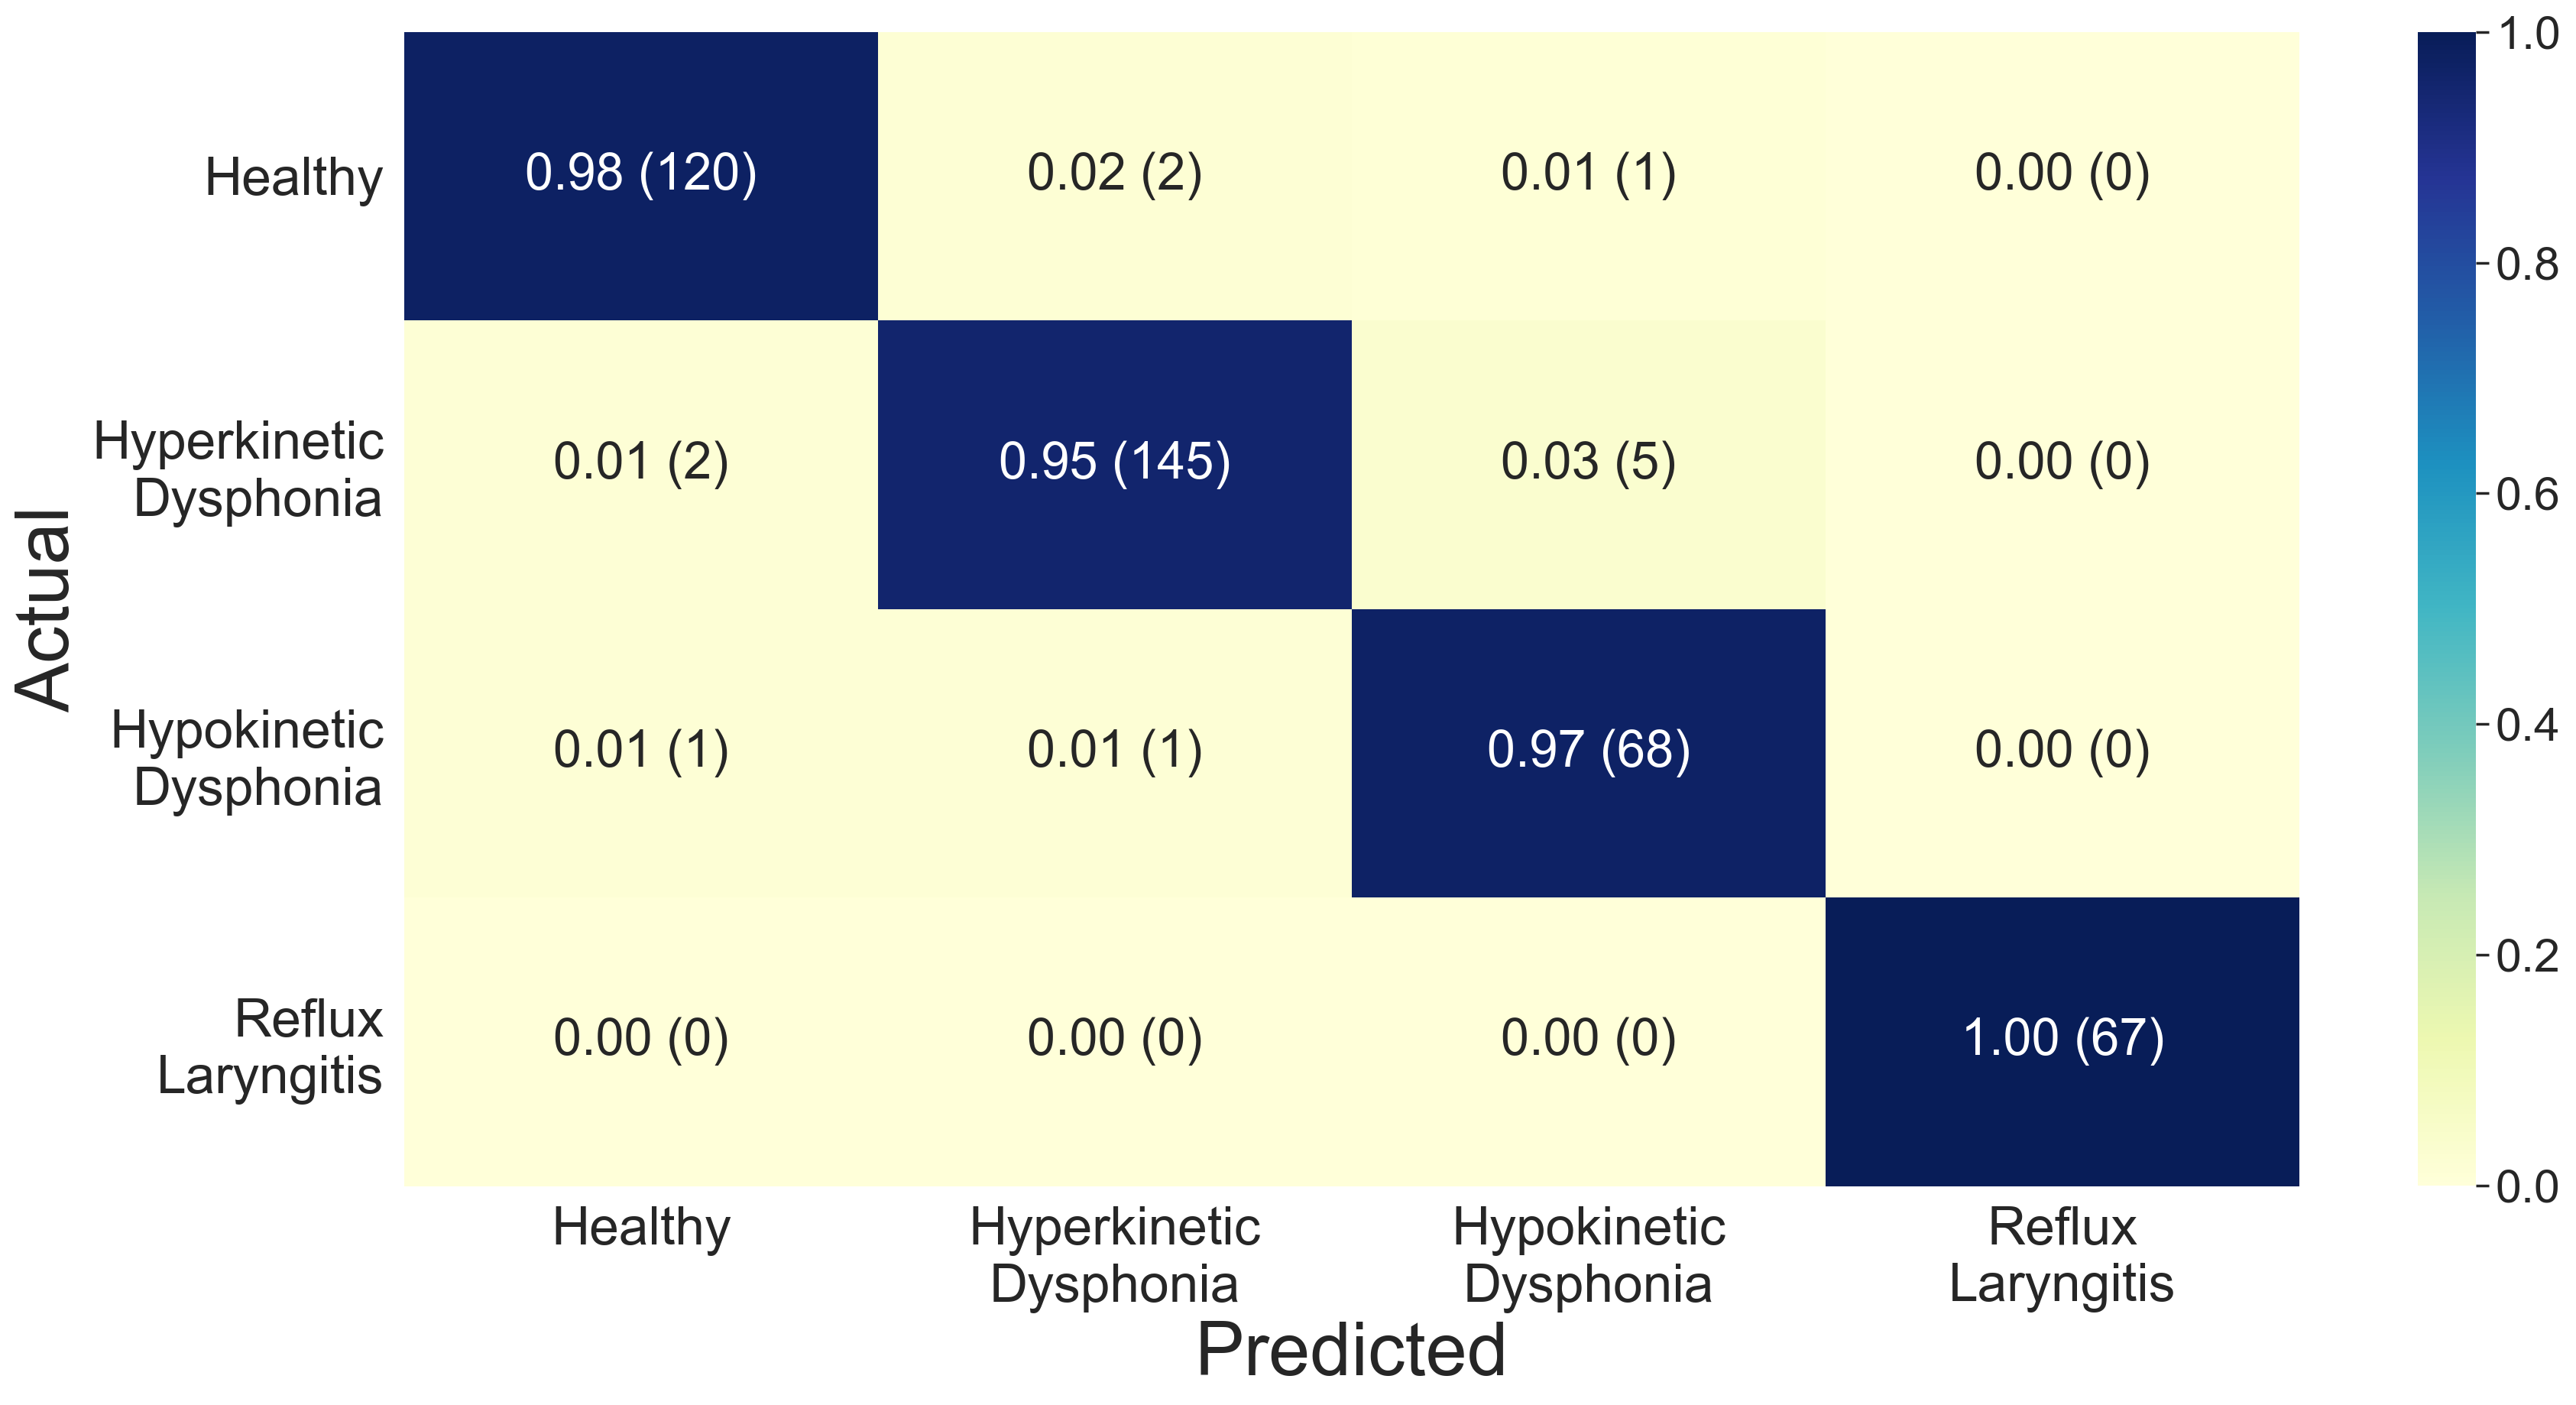 Actual
Healthy
0.98 (120)
0.02 (2)
0.01 (1)
0.00 (0)
Hyperkinetic
Dysphonia
0.01 (2)
0.95 (145)
0.03 (5)
0.00 (0)
Hypokinetic
Dysphonia
0.01 (1)
0.01 (1)
0.97 (68)
0.00 (0)
Reflux
Laryngitis
0.00 (0)
0.00 (0)
0.00 (0)
1.00 (67)
Healthy
Hyperkinetic
Dysphonia
Hypokinetic
Dysphonia
Reflux
Laryngitis
Predicted
1.0
0.8
0.6
0.4
0.2
0.0